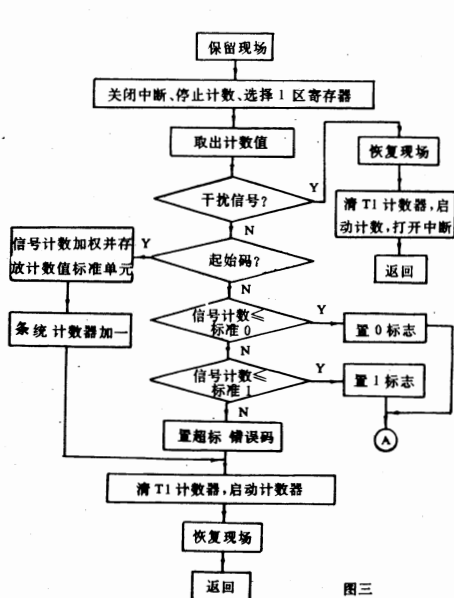 保留现场
关闭中断、停止计数、选择1区寄存器
取出计数值
恢复现场
干扰信号?
Y
N
清T1计数器,启
动计数,打开中断
信号计数加权并存
放计数值标准单元
Y
起始码?
返回
N
条统 计数器加一
信号计数≤
标准0
Y
置0标志
N
信号计数≤
标准1
Y
置1标志
N
A
置超标 错误码
清T1计数器,启动计数器
恢复现场
返回
图三